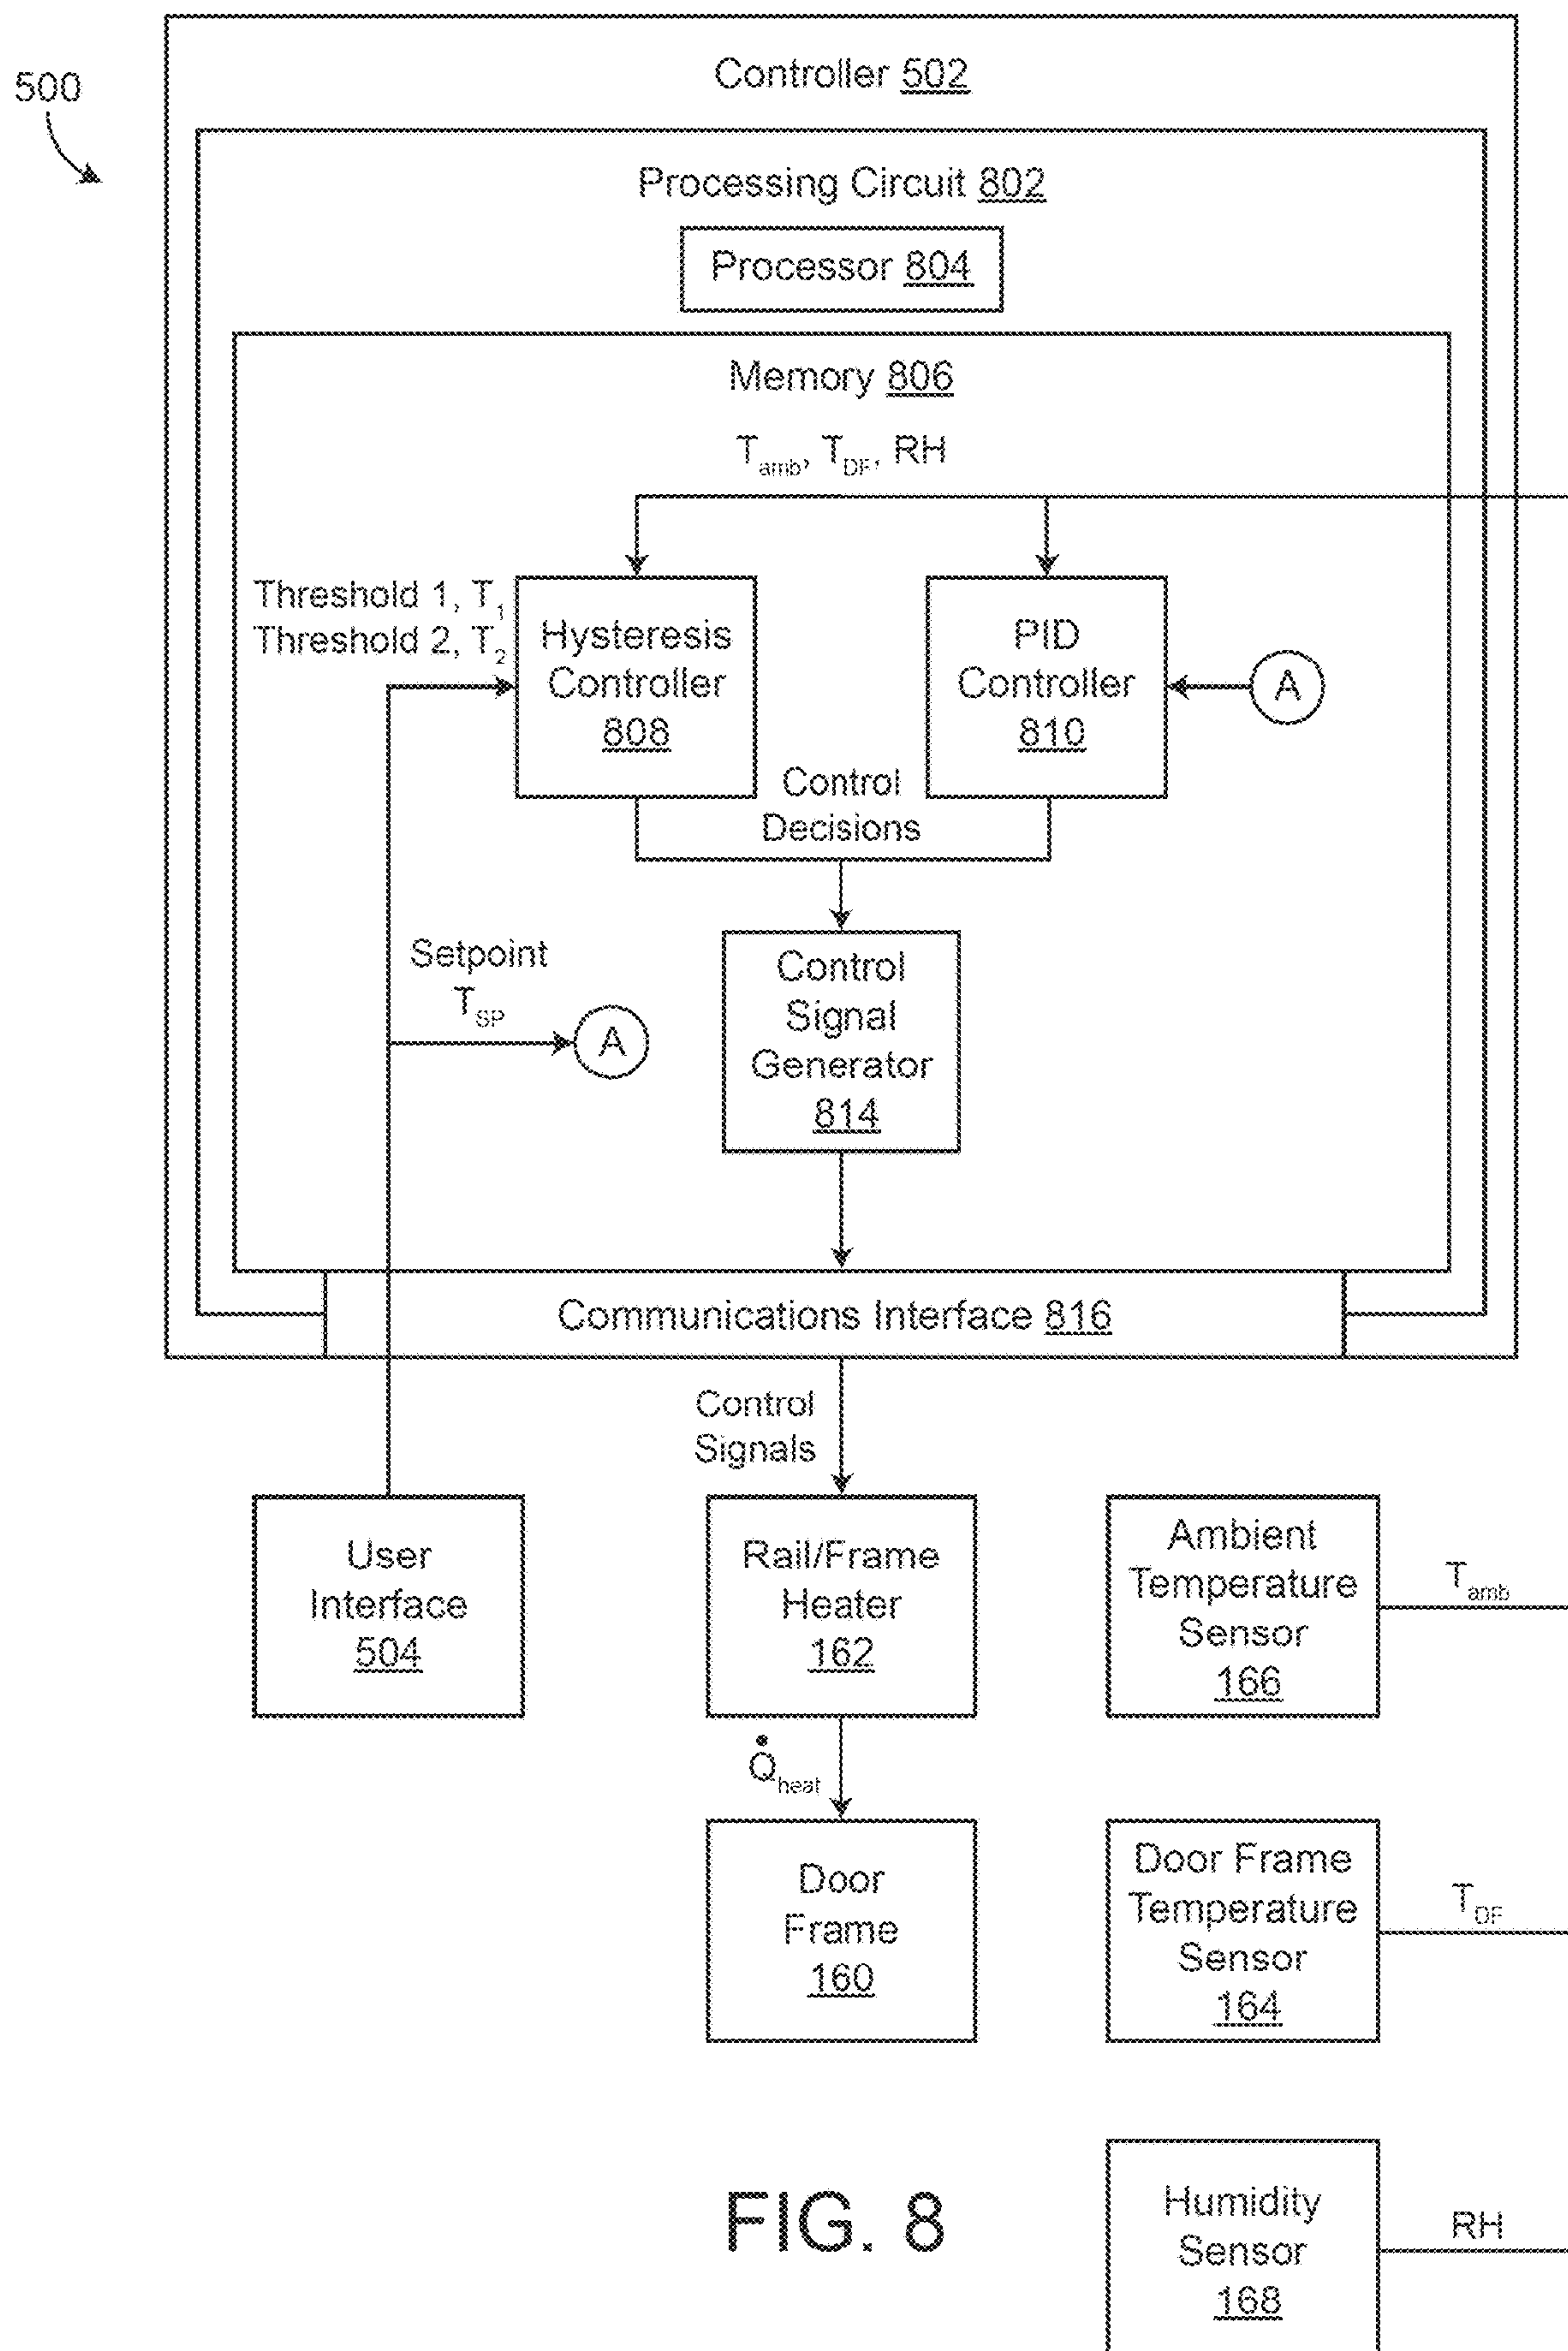 500
Controller 502
Processing Circuit 802
Processor 804
Memory 806
Tamb, TDF, RH
Threshold 1, T1
Threshold 2, T2
Hysteresis
Controller
808
PID
Controller
810
A
Control
Decisions
Setpoint
TSP
A
Control
Signal
Generator
814
Communications Interface 816
Control
Signals
User
Interface
504
Rail/Frame
Heater
162
Ambient
Temperature
Sensor
166
Tamb
Q̇heat
Door
Frame
160
Door Frame
Temperature
Sensor
164
TDF
FIG. 8
Humidity
Sensor
168
RH